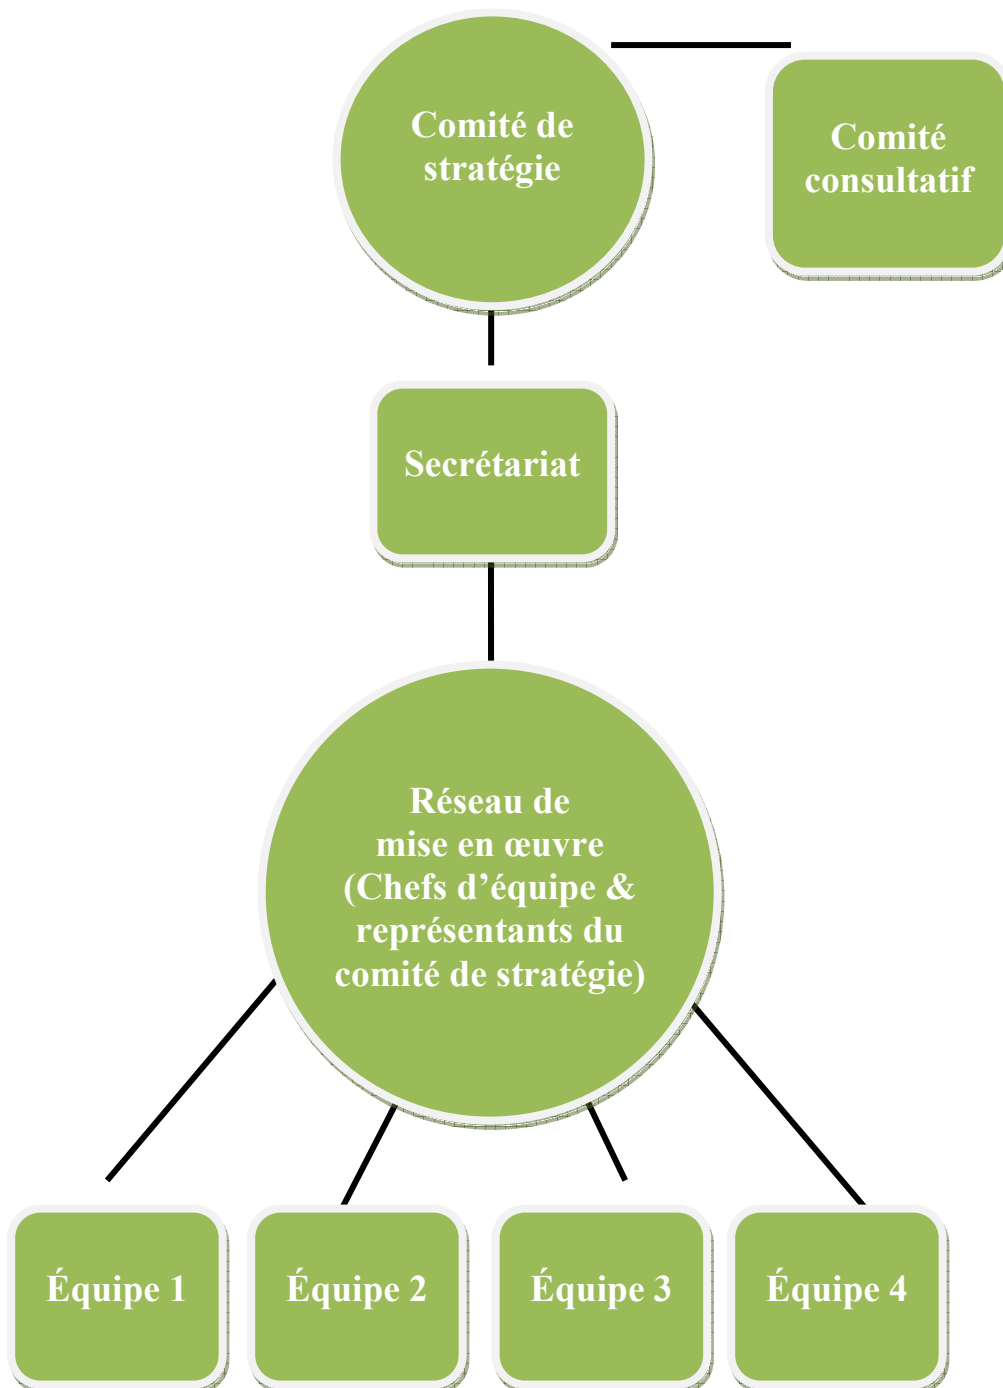 Comité de
stratégie
Comité
consultatif
Secrétariat
Réseau de
mise en œuvre
(Chefs d’équipe &
représentants du
comité de stratégie)
Équipe 1
Équipe 2
Équipe 3
Équipe 4